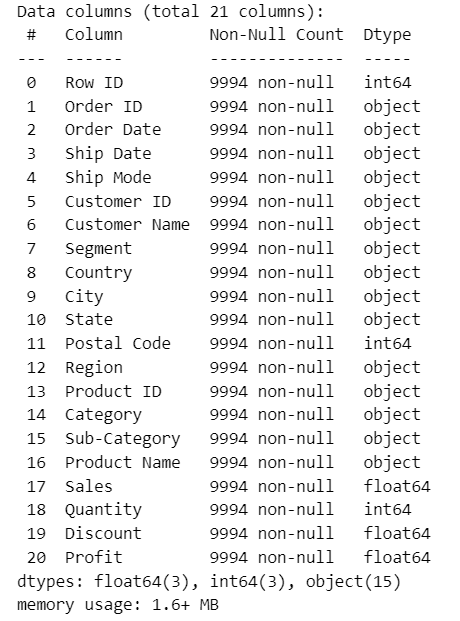 Data columns (total 21 columns):
 #   Column         Non-Null Count  Dtype
---  ------         --------------  -----
 0   Row ID         9994 non-null   int64
 1   Order ID       9994 non-null   object
 2   Order Date     9994 non-null   object
 3   Ship Date      9994 non-null   object
 4   Ship Mode      9994 non-null   object
 5   Customer ID    9994 non-null   object
 6   Customer Name  9994 non-null   object
 7   Segment        9994 non-null   object
 8   Country        9994 non-null   object
 9   City           9994 non-null   object
 10  State          9994 non-null   object
 11  Postal Code    9994 non-null   int64
 12  Region         9994 non-null   object
 13  Product ID     9994 non-null   object
 14  Category       9994 non-null   object
 15  Sub-Category   9994 non-null   object
 16  Product Name   9994 non-null   object
 17  Sales          9994 non-null   float64
 18  Quantity       9994 non-null   int64
 19  Discount       9994 non-null   float64
 20  Profit         9994 non-null   float64
dtypes: float64(3), int64(3), object(15)
memory usage: 1.6+ MB